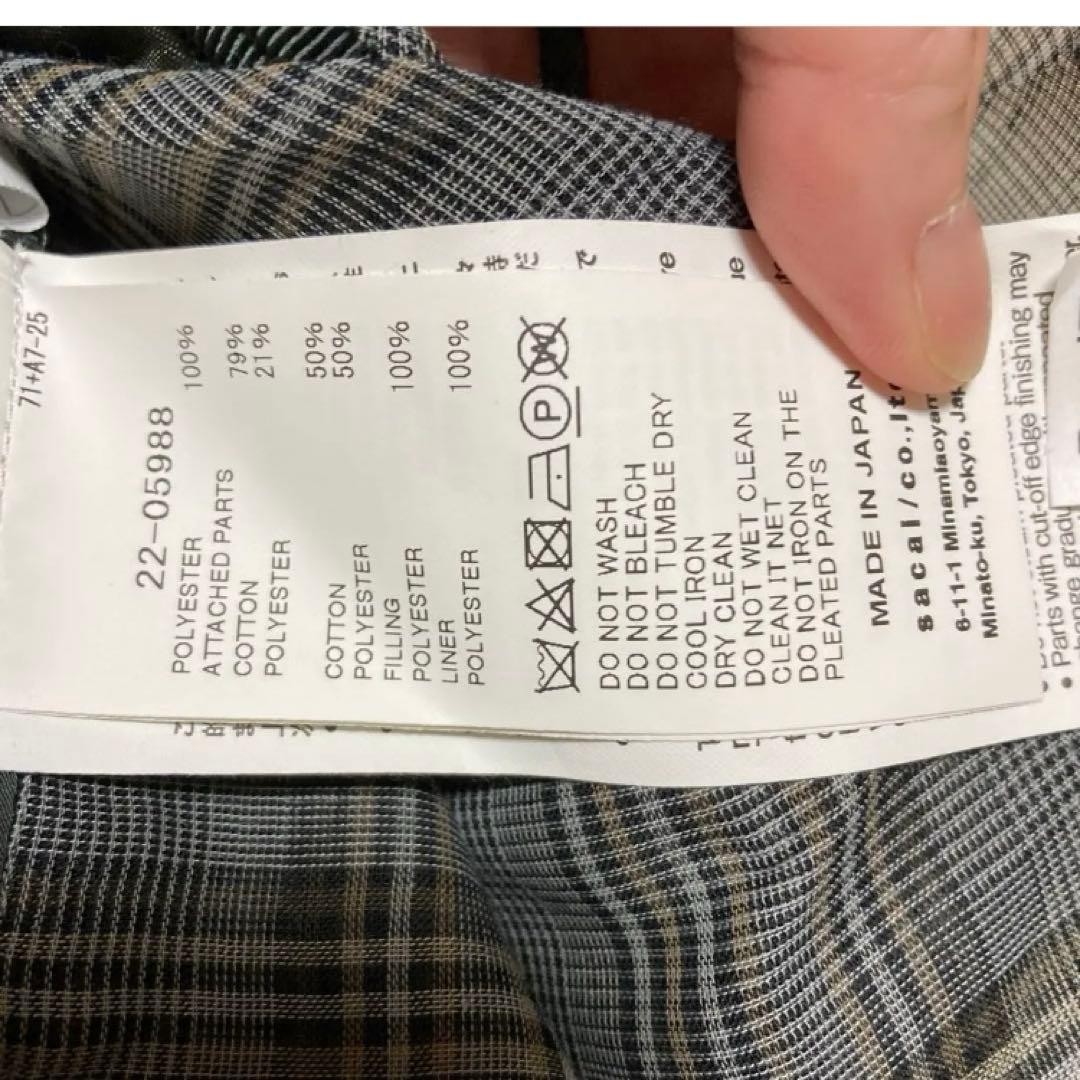 71+A7-25
22-05988
POLYESTER 100%
ATTACHED PARTS
COTTON 79%
POLYESTER 21%
COTTON 50%
POLYESTER 50%
FILLING
POLYESTER 100%
LINER
POLYESTER 100%
P W
DO NOT WASH
DO NOT BLEACH
DO NOT TUMBLE DRY
COOL IRON
DRY CLEAN
DO NOT WET CLEAN
CLEAN IT NET
DO NOT IRON ON THE
PLEATED PARTS
MADE IN JAPAN
sacai/co.,
6-11-1
Minato-ku, Tokyo,
• Parts with cut-off edge finishing may